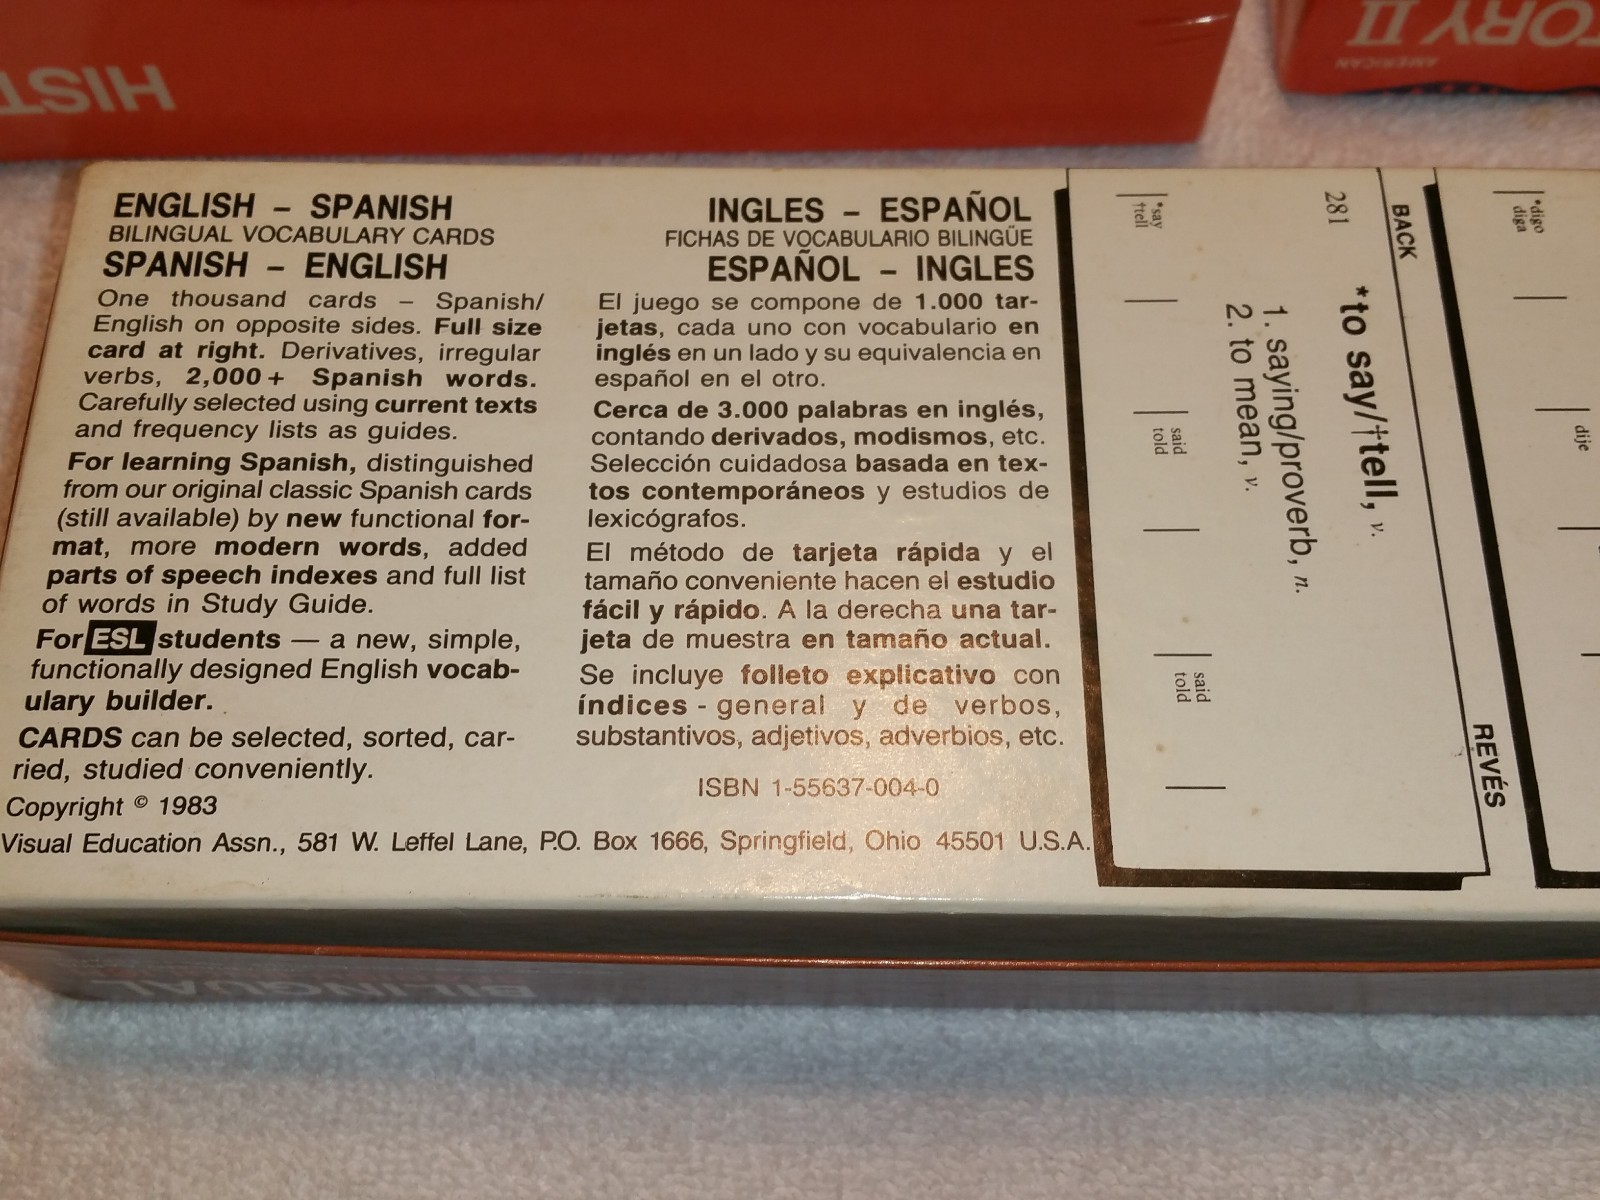 HIST
TORY II
AMERICAN
ENGLISH – SPANISH
BILINGUAL VOCABULARY CARDS
SPANISH – ENGLISH
One thousand cards – Spanish/
English on opposite sides. Full size
card at right. Derivatives, irregular
verbs, 2,000+ Spanish words.
Carefully selected using current texts
and frequency lists as guides.
For learning Spanish, distinguished
from our original classic Spanish cards
(still available) by new functional for-
mat, more modern words, added
parts of speech indexes and full list
of words in Study Guide.
For ESL students — a new, simple,
functionally designed English vocab-
ulary builder.
CARDS can be selected, sorted, car-
ried, studied conveniently.
Copyright © 1983
INGLES – ESPAÑOL
FICHAS DE VOCABULARIO BILINGÜE
ESPAÑOL – INGLES
El juego se compone de 1.000 tar-
jetas, cada uno con vocabulario en
inglés en un lado y su equivalencia en
español en el otro.
Cerca de 3.000 palabras en inglés,
contando derivados, modismos, etc.
Selección cuidadosa basada en tex-
tos contemporáneos y estudios de
lexicógrafos.
El método de tarjeta rápida y el
tamaño conveniente hacen el estudio
fácil y rápido. A la derecha una tar-
jeta de muestra en tamaño actual.
Se incluye folleto explicativo con
índices - general y de verbos,
substantivos, adjetivos, adverbios, etc.
ISBN 1-55637-004-0
Visual Education Assn., 581 W. Leffel Lane, P.O. Box 1666, Springfield, Ohio 45501 U.S.A.
BACK
REVÉS
281
*to say/†tell, v.
1. saying/proverb, n.
2. to mean, v.
*say
†tell
said
told
said
told
*digo
diga
dije
BILINGUAL